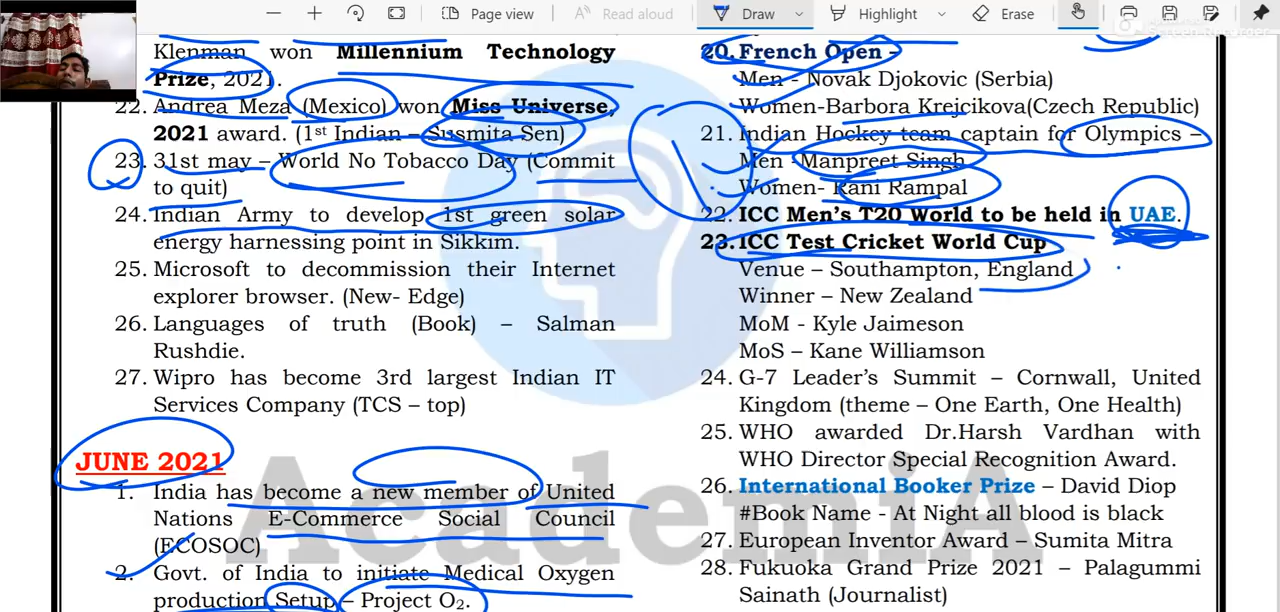 Page view
Read aloud
Draw
Highlight
Erase
Klenman won Millennium Technology
Prize, 2021.
22. Andrea Meza (Mexico) won Miss Universe,
2021 award. (1st Indian – Susmita Sen)
23. 31st may – World No Tobacco Day (Commit
to quit)
24. Indian Army to develop 1st green solar
energy harnessing point in Sikkim.
25. Microsoft to decommission their Internet
explorer browser. (New- Edge)
26. Languages of truth (Book) – Salman
Rushdie.
27. Wipro has become 3rd largest Indian IT
Services Company (TCS – top)
JUNE 2021
1. India has become a new member of United
Nations E-Commerce Social Council
(ECOSOC)
2. Govt. of India to initiate Medical Oxygen
production Setup – Project O2.
20. French Open –
Men - Novak Djokovic (Serbia)
Women-Barbora Krejcikova(Czech Republic)
21. Indian Hockey team captain for Olympics –
Men - Manpreet Singh
Women- Rani Rampal
22. ICC Men's T20 World to be held in UAE.
23. ICC Test Cricket World Cup
Venue – Southampton, England
Winner – New Zealand
MoM - Kyle Jaimeson
MoS – Kane Williamson
24. G-7 Leader's Summit – Cornwall, United
Kingdom (theme – One Earth, One Health)
25. WHO awarded Dr.Harsh Vardhan with
WHO Director Special Recognition Award.
26. International Booker Prize – David Diop
#Book Name - At Night all blood is black
27. European Inventor Award – Sumita Mitra
28. Fukuoka Grand Prize 2021 – Palagummi
Sainath (Journalist)
AcademiA